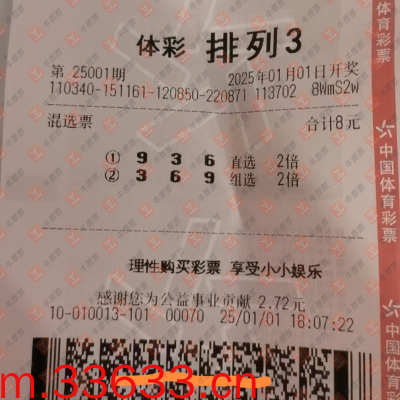 体彩 排列3
第 25001期 2025年01月01日开奖
110340-151161-120650-220871 113702 8WmS2w
混选票 合计8元
① 9 3 6 直选 2倍
② 3 6 9 组选 2倍
理性购买彩票 享受小小娱乐
感谢您为公益事业贡献 2.72元
10-010013-101 000/0 25/01/01 18:07:22
m.33633.cn
中国体育彩票
中国体育彩票